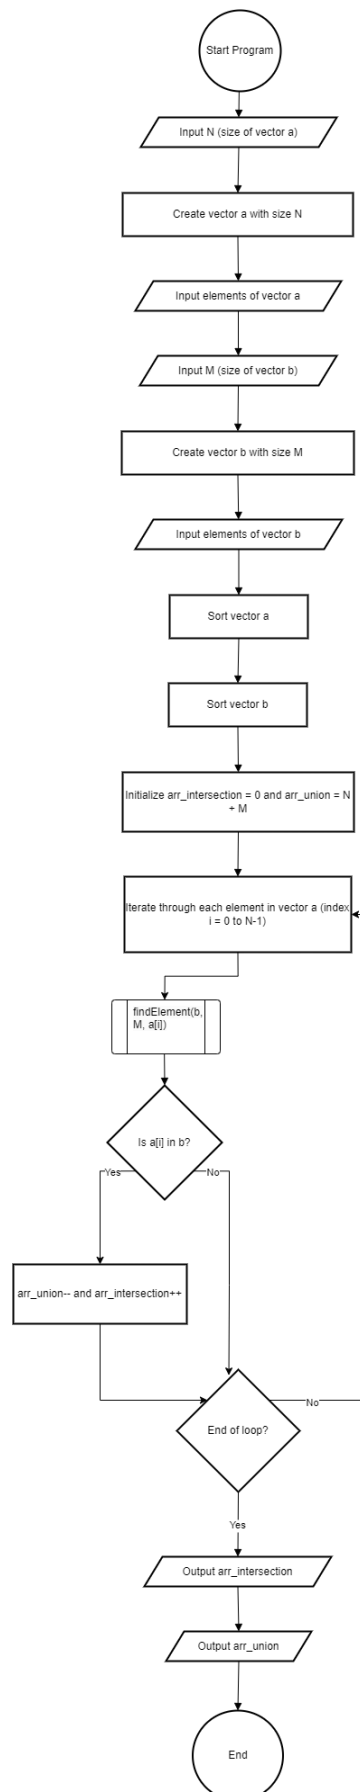 Start Program
Input N (size of vector a)
Create vector a with size N
Input elements of vector a
Input M (size of vector b)
Create vector b with size M
Input elements of vector b
Sort vector a
Sort vector b
Initialize arr_intersection = 0 and arr_union = N
+ M
Iterate through each element in vector a (index
i = 0 to N-1)
findElement(b,
M, a[i])
Is a[i] in b?
Yes
No
arr_union-- and arr_intersection++
End of loop?
No
Yes
Output arr_intersection
Output arr_union
End